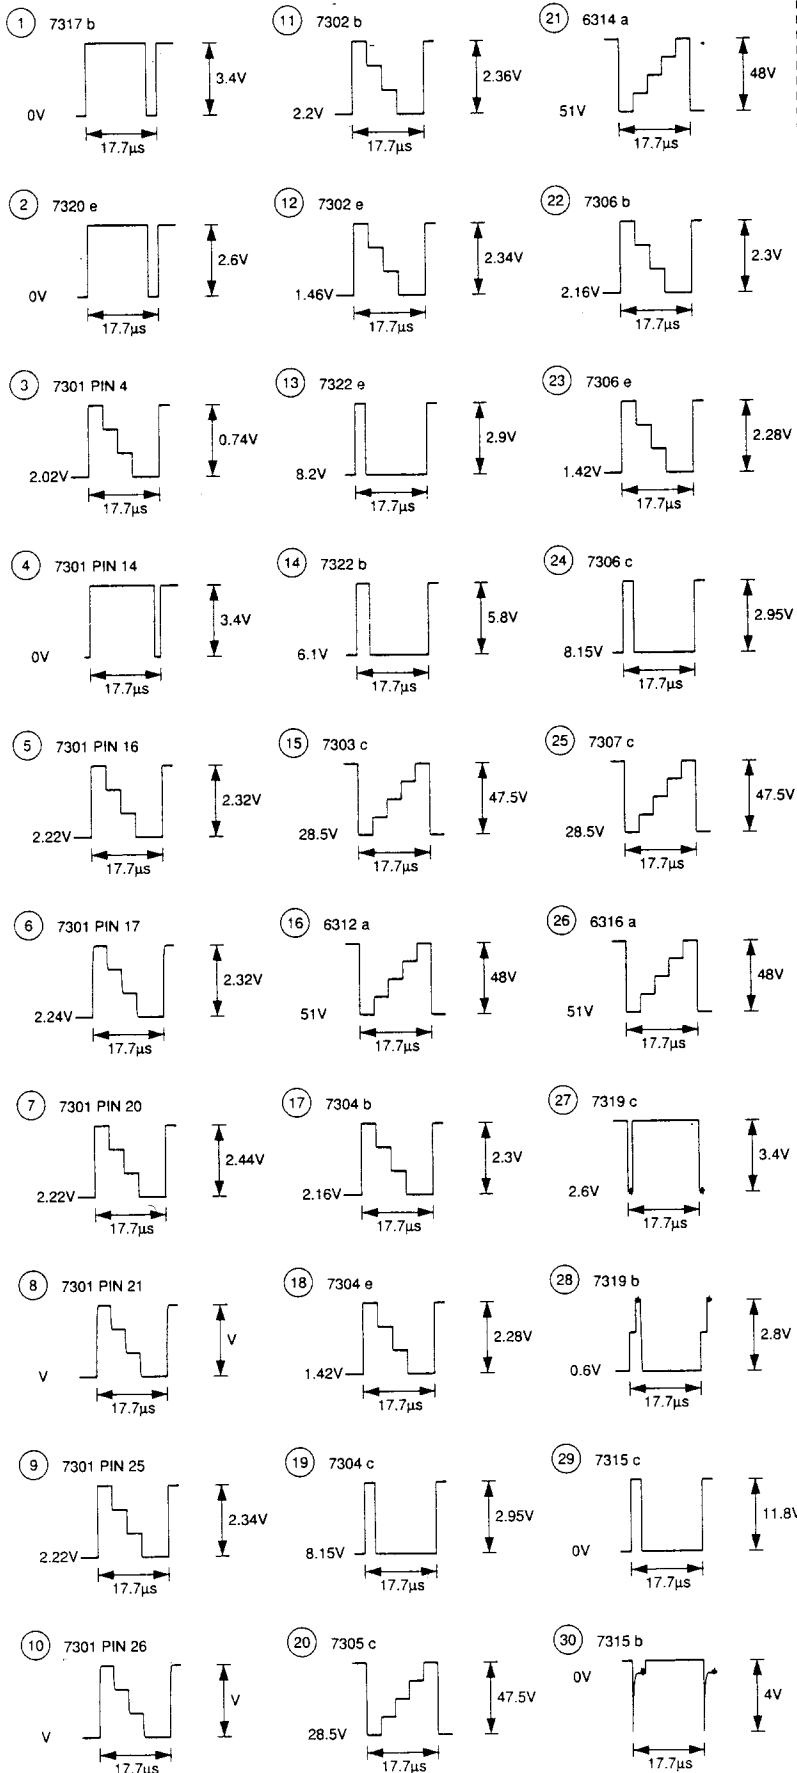 1 7317 b
3.4V
0V
17.7µs
2 7320 e
2.6V
0V
17.7µs
3 7301 PIN 4
0.74V
2.02V
17.7µs
4 7301 PIN 14
3.4V
0V
17.7µs
5 7301 PIN 16
2.32V
2.22V
17.7µs
6 7301 PIN 17
2.32V
2.24V
17.7µs
7 7301 PIN 20
2.44V
2.22V
17.7µs
8 7301 PIN 21
V
V
17.7µs
9 7301 PIN 25
2.34V
2.22V
17.7µs
10 7301 PIN 26
V
V
17.7µs
11 7302 b
2.36V
2.2V
17.7µs
12 7302 e
2.34V
1.46V
17.7µs
13 7322 e
2.9V
8.2V
17.7µs
14 7322 b
5.8V
6.1V
17.7µs
15 7303 c
47.5V
28.5V
17.7µs
16 6312 a
48V
51V
17.7µs
17 7304 b
2.3V
2.16V
17.7µs
18 7304 e
2.28V
1.42V
17.7µs
19 7304 c
2.95V
8.15V
17.7µs
20 7305 c
47.5V
28.5V
17.7µs
21 6314 a
48V
51V
17.7µs
22 7306 b
2.3V
2.16V
17.7µs
23 7306 e
2.28V
1.42V
17.7µs
24 7306 c
2.95V
8.15V
17.7µs
25 7307 c
47.5V
28.5V
17.7µs
26 6316 a
48V
51V
17.7µs
27 7319 c
3.4V
2.6V
17.7µs
28 7319 b
2.8V
0.6V
17.7µs
29 7315 c
11.8V
0V
17.7µs
30 7315 b
0V
4V
17.7µs